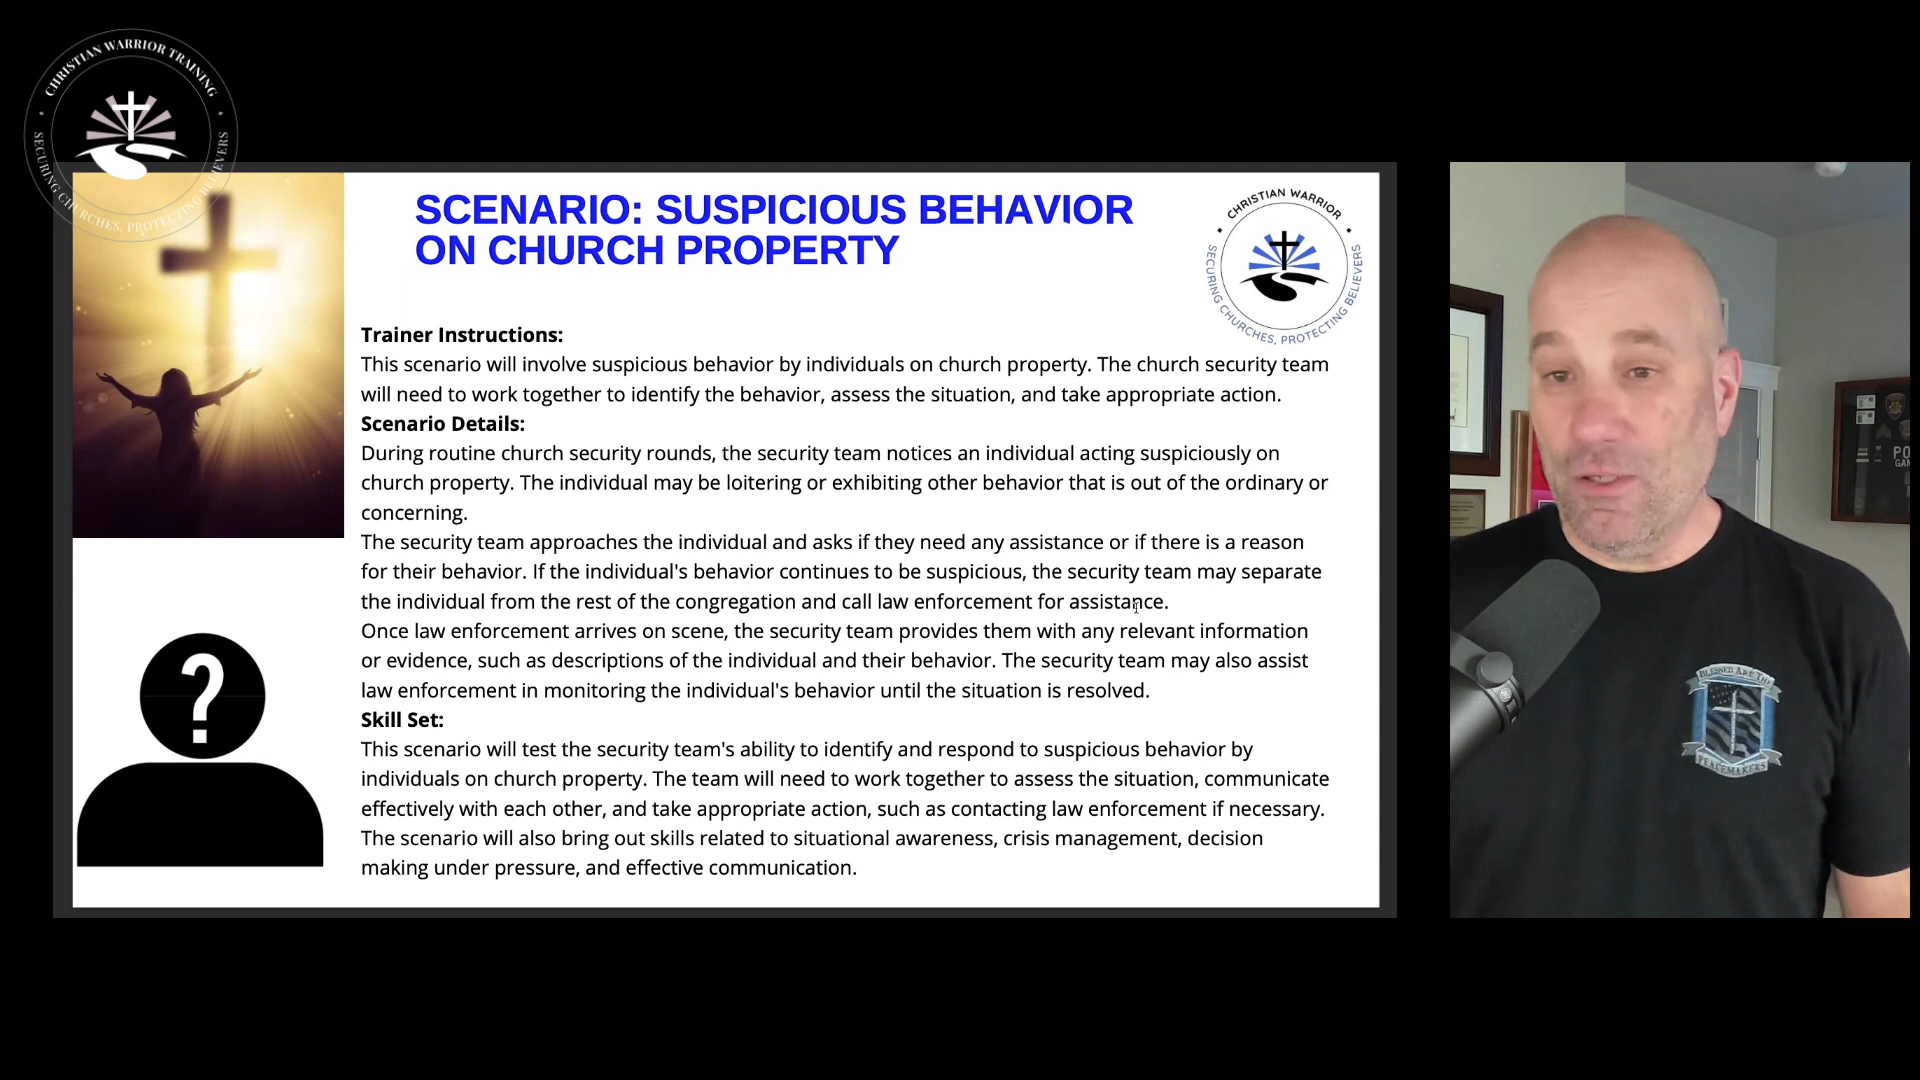 CHRISTIAN WARRIOR TRAINING
SECURING CHURCHES, PROTECTING BELIEVERS
SCENARIO: SUSPICIOUS BEHAVIOR
ON CHURCH PROPERTY
CHRISTIAN WARRIOR
SECURING CHURCHES, PROTECTING BELIEVERS
Trainer Instructions:
This scenario will involve suspicious behavior by individuals on church property. The church security team
will need to work together to identify the behavior, assess the situation, and take appropriate action.
Scenario Details:
During routine church security rounds, the security team notices an individual acting suspiciously on
church property. The individual may be loitering or exhibiting other behavior that is out of the ordinary or
concerning.
The security team approaches the individual and asks if they need any assistance or if there is a reason
for their behavior. If the individual's behavior continues to be suspicious, the security team may separate
the individual from the rest of the congregation and call law enforcement for assistance.
Once law enforcement arrives on scene, the security team provides them with any relevant information
or evidence, such as descriptions of the individual and their behavior. The security team may also assist
law enforcement in monitoring the individual's behavior until the situation is resolved.
Skill Set:
This scenario will test the security team's ability to identify and respond to suspicious behavior by
individuals on church property. The team will need to work together to assess the situation, communicate
effectively with each other, and take appropriate action, such as contacting law enforcement if necessary.
The scenario will also bring out skills related to situational awareness, crisis management, decision
making under pressure, and effective communication.
?
BLESSED ARE THE
PEACEMAKERS